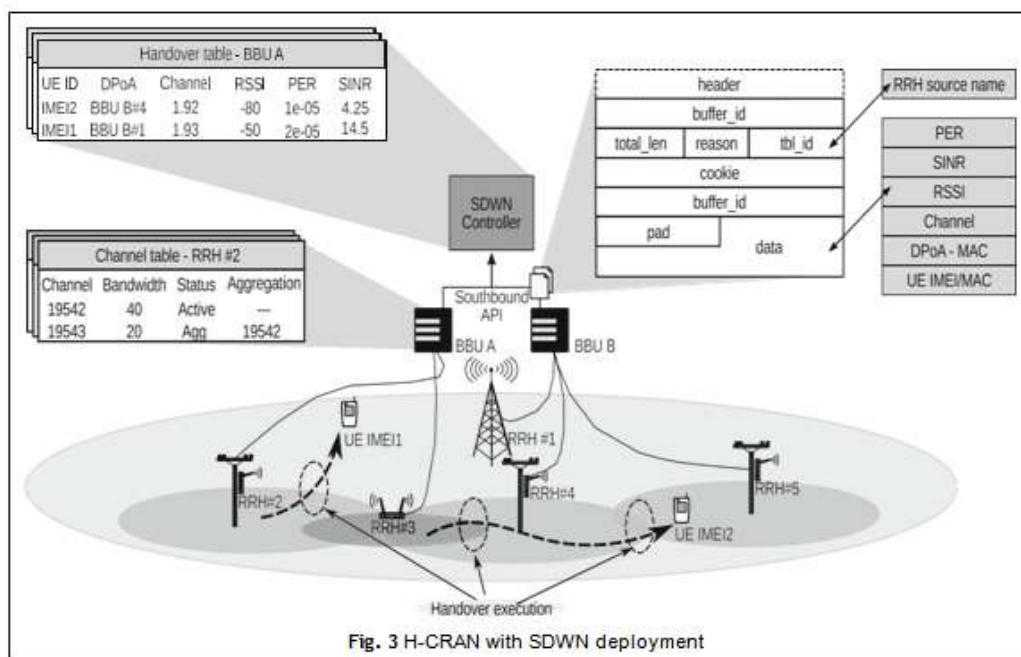 Handover table - BBU A
UE ID DPoA Channel RSSI PER SINR
IMEI2 BBU B#4 1.92 -80 1e-05 4.25
IMEI1 BBU B#1 1.93 -50 2e-05 14.5
header
buffer_id
total_len reason tbl_id
cookie
buffer_id
pad
data
RRH source name
PER
SINR
RSSI
Channel
DPoA - MAC
UE IMEI/MAC
SDWN
Controller
Channel table - RRH #2
Channel Bandwidth Status Aggregation
19542 40 Active ---
19543 20 Agg 19542
Southbound
API
BBU A
BBU B
UE IMEI1
RRH #1
RRH#2
RRH#3
RRH#4
RRH#5
UE IMEI2
Handover execution
Fig. 3 H-CRAN with SDWN deployment